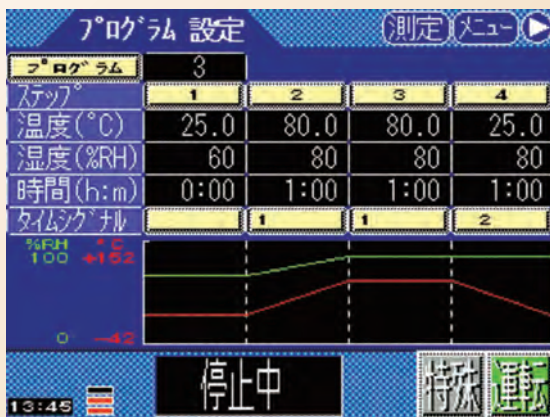 プログラム 設定 測定 メニュー
プログラム 3
ステップ 1 2 3 4
温度(°C) 25.0 80.0 80.0 25.0
湿度(%RH) 60 80 80 80
時間(h:m) 0:00 1:00 1:00 1:00
タイムシグナル 1 1 2
%RH °C
100 +152
0 -42
13:45 停止中 特殊 運転